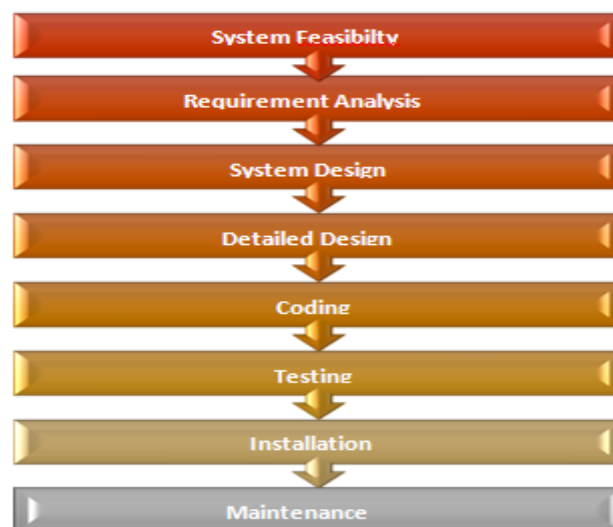 System Feasibilty
Requirement Analysis
System Design
Detailed Design
Coding
Testing
Installation
Maintenance